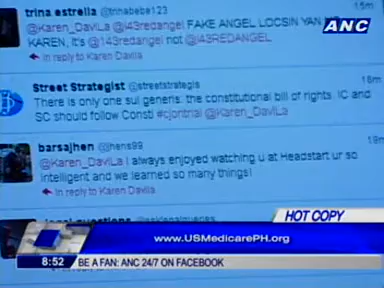 trina estrella @trinabebe123
15m
ANC
@Karen_DaviLa @i43redangel FAKE ANGEL LOCSIN YAN MS
KAREN, It's @143redangel not @I43REDANGEL
In reply to Karen Davila
Street Strategist @streetstrategis
18m
There is only one sui generis: the constitutional bill of rights. IC and
SC should follow Consti #cjontrial @Karen_DaviLa
barsajhen @jhens99
19m
@Karen_DaviLa I always enjoyed watching u at Headstart ur so
intelligent and we learned so many things!
In reply to Karen Davila
HOT COPY
www.USMedicarePH.org
8:52 BE A FAN: ANC 24/7 ON FACEBOOK